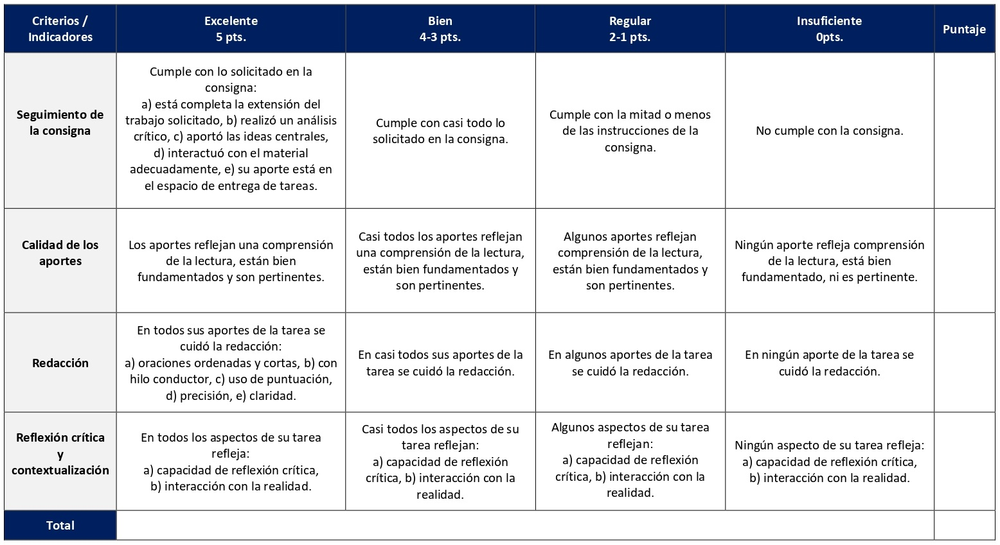 Criterios /
Indicadores
Excelente
5 pts.
Bien
4-3 pts.
Regular
2-1 pts.
Insuficiente
0pts.
Puntaje
Seguimiento de
la consigna
Cumple con lo solicitado en la
consigna:
a) está completa la extensión del
trabajo solicitado, b) realizó un análisis
crítico, c) aportó las ideas centrales,
d) interactuó con el material
adecuadamente, e) su aporte está en
el espacio de entrega de tareas.
Cumple con casi todo lo
solicitado en la consigna.
Cumple con la mitad o menos
de las instrucciones de la
consigna.
No cumple con la consigna.
Calidad de los
aportes
Los aportes reflejan una comprensión
de la lectura, están bien
fundamentados y son pertinentes.
Casi todos los aportes reflejan
una comprensión de la lectura,
están bien fundamentados y
son pertinentes.
Algunos aportes reflejan
comprensión de la lectura,
están bien fundamentados y
son pertinentes.
Ningún aporte refleja comprensión
de la lectura, está bien
fundamentado, ni es pertinente.
Redacción
En todos sus aportes de la tarea se
cuidó la redacción:
a) oraciones ordenadas y cortas, b) con
hilo conductor, c) uso de puntuación,
d) precisión, e) claridad.
En casi todos sus aportes de la
tarea se cuidó la redacción.
En algunos aportes de la tarea
se cuidó la redacción.
En ningún aporte de la tarea se
cuidó la redacción.
Reflexión crítica
y
contextualización
En todos los aspectos de su tarea
refleja:
a) capacidad de reflexión crítica,
b) interacción con la realidad.
Casi todos los aspectos de su
tarea reflejan:
a) capacidad de reflexión
crítica, b) interacción con la
realidad.
Algunos aspectos de su tarea
reflejan:
a) capacidad de reflexión
crítica, b) interacción con la
realidad.
Ningún aspecto de su tarea refleja:
a) capacidad de reflexión crítica,
b) interacción con la realidad.
Total